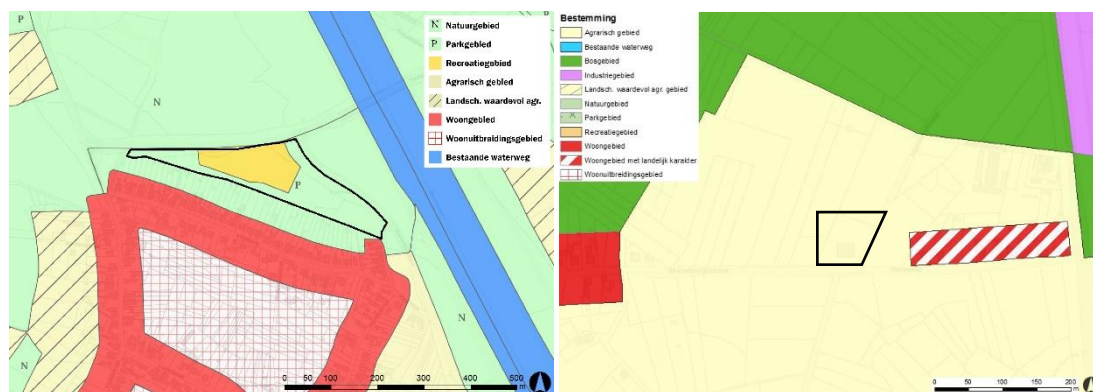 P
N
N
P
N
N Natuurgebied
P Parkgebied
Recreatiegebied
Agrarisch gebied
Landsch. waardevol agr.
Woongebied
Woonuitbreidingsgebied
Bestaande waterweg
0 100 200 300 400 500
m
Bestemming
Agrarisch gebied
Bestaande waterweg
Bosgebied
Industriegebied
Landsch. waardevol agr. gebied
Natuurgebied
Parkgebied
Recreatiegebied
Woongebied
Woongebied met landelijk karakter
Woonuitbreidingsgebied
0 50 100 150 200
m